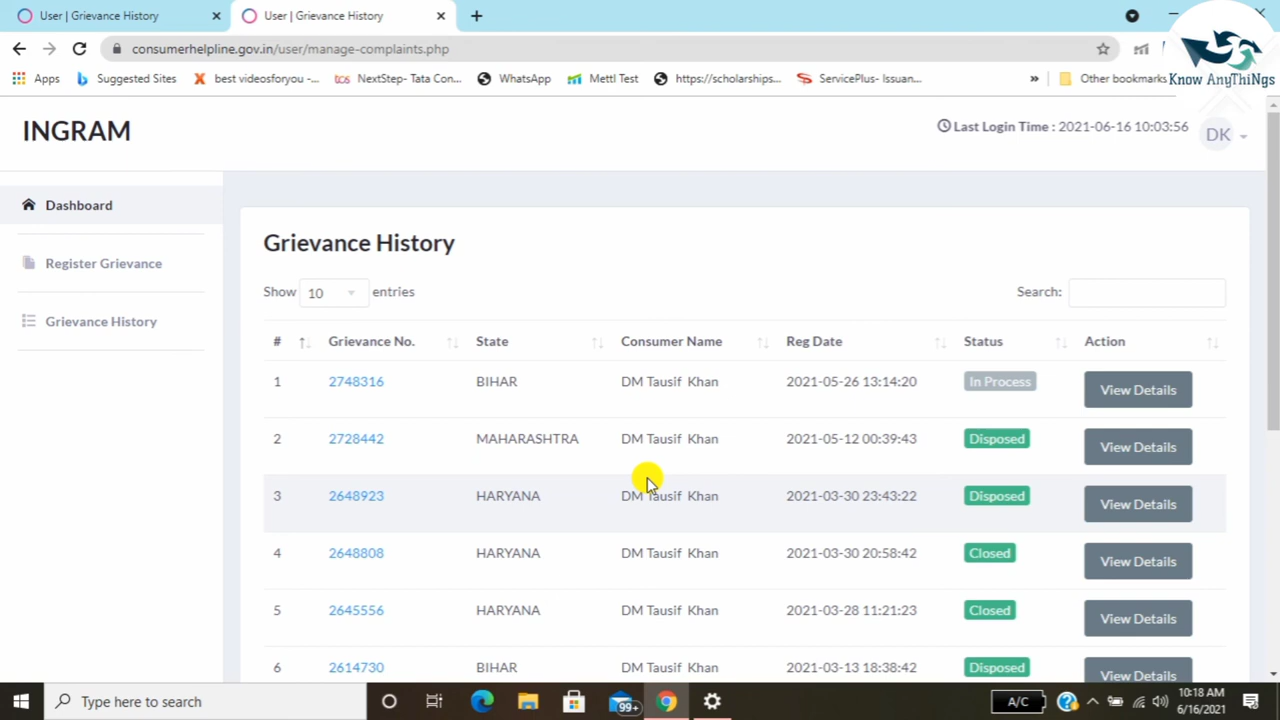 User | Grievance History
User | Grievance History
consumerhelpline.gov.in/user/manage-complaints.php
Apps
Suggested Sites
best videosforyou -...
tcs NextStep- Tata Con...
WhatsApp
Mettl Test
https://scholarships...
ServicePlus- Issuan...
»
Other bookmarks
Know AnyThiNgs
INGRAM
Last Login Time : 2021-06-16 10:03:56
DK
Dashboard
Register Grievance
Grievance History
Grievance History
Show 10 entries
Search:
# Grievance No. State Consumer Name Reg Date Status Action
1 2748316 BIHAR DM Tausif Khan 2021-05-26 13:14:20 In Process View Details
2 2728442 MAHARASHTRA DM Tausif Khan 2021-05-12 00:39:43 Disposed View Details
3 2648923 HARYANA DM Tausif Khan 2021-03-30 23:43:22 Disposed View Details
4 2648808 HARYANA DM Tausif Khan 2021-03-30 20:58:42 Closed View Details
5 2645556 HARYANA DM Tausif Khan 2021-03-28 11:21:23 Closed View Details
6 2614730 BIHAR DM Tausif Khan 2021-03-13 18:38:42 Disposed View Details
Type here to search
99+
A/C
10:18 AM
6/16/2021